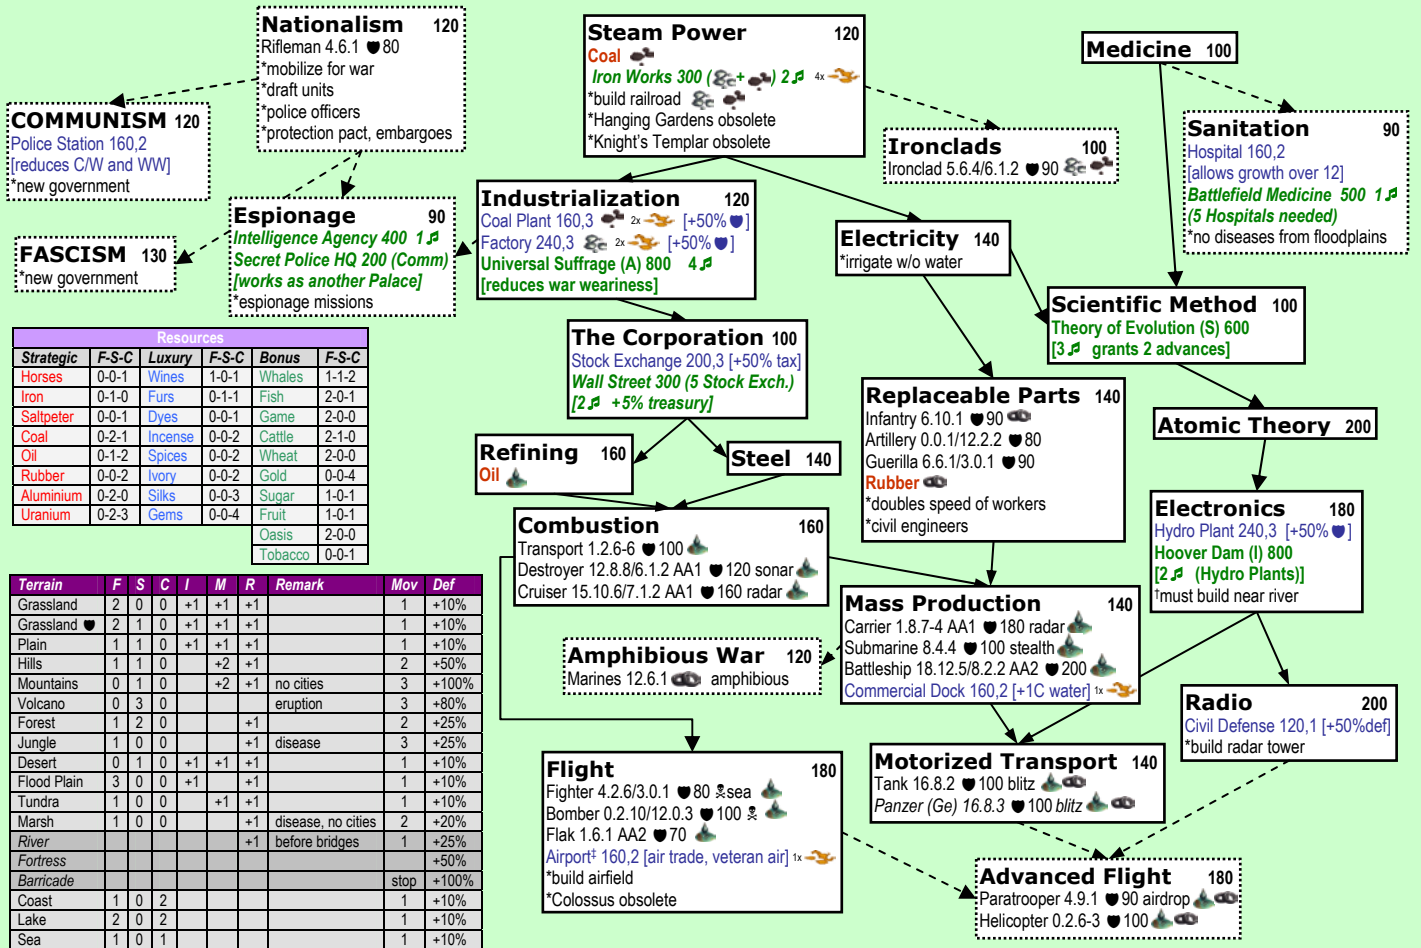 Nationalism 120
Rifleman 4.6.1 80
*mobilize for war
*draft units
*police officers
*protection pact, embargoes
Steam Power 120
Coal
Iron Works 300 ( + ) 2♬ 4x
*build railroad
*Hanging Gardens obsolete
*Knight's Templar obsolete
Medicine 100
COMMUNISM 120
Police Station 160,2
[reduces C/W and WW]
*new government
Ironclads 100
Ironclad 5.6.4/6.1.2 90
Sanitation 90
Hospital 160,2
[allows growth over 12]
Battlefield Medicine 500 1♬
(5 Hospitals needed)
*no diseases from floodplains
FASCISM 130
*new government
Espionage 90
Intelligence Agency 400 1♬
Secret Police HQ 200 (Comm)
[works as another Palace]
*espionage missions
Industrialization 120
Coal Plant 160,3 2x [+50% ]
Factory 240,3 2x [+50% ]
Universal Suffrage (A) 800 4♬
[reduces war weariness]
Electricity 140
*irrigate w/o water
Scientific Method 100
Theory of Evolution (S) 600
[3♬ grants 2 advances]
The Corporation 100
Stock Exchange 200,3 [+50% tax]
Wall Street 300 (5 Stock Exch.)
[2♬ +5% treasury]
Replaceable Parts 140
Infantry 6.10.1 90
Artillery 0.0.1/12.2.2 80
Guerilla 6.6.1/3.0.1 90
Rubber
*doubles speed of workers
*civil engineers
Atomic Theory 200
Refining 160
Oil
Steel 140
Electronics 180
Hydro Plant 240,3 [+50% ]
Hoover Dam (I) 800
[2♬ (Hydro Plants)]
†must build near river
Combustion 160
Transport 1.2.6-6 100
Destroyer 12.8.8/6.1.2 AA1 120 sonar
Cruiser 15.10.6/7.1.2 AA1 160 radar
Mass Production 140
Carrier 1.8.7-4 AA1 180 radar
Submarine 8.4.4 100 stealth
Battleship 18.12.5/8.2.2 AA2 200
Commercial Dock 160,2 [+1C water] 1x
Amphibious War 120
Marines 12.6.1 amphibious
Radio 200
Civil Defense 120,1 [+50%def]
*build radar tower
Flight 180
Fighter 4.2.6/3.0.1 80 ☠sea
Bomber 0.2.10/12.0.3 100 ☠
Flak 1.6.1 AA2 70
Airport‡ 160,2 [air trade, veteran air] 1x
*build airfield
*Colossus obsolete
Motorized Transport 140
Tank 16.8.2 100 blitz
Panzer (Ge) 16.8.3 100 blitz
Advanced Flight 180
Paratrooper 4.9.1 90 airdrop
Helicopter 0.2.6-3 100
Resources
Strategic F-S-C Luxury F-S-C Bonus F-S-C
Horses 0-0-1 Wines 1-0-1 Whales 1-1-2
Iron 0-1-0 Furs 0-1-1 Fish 2-0-1
Saltpeter 0-0-1 Dyes 0-0-1 Game 2-0-0
Coal 0-2-1 Incense 0-0-2 Cattle 2-1-0
Oil 0-1-2 Spices 0-0-2 Wheat 2-0-0
Rubber 0-0-2 Ivory 0-0-2 Gold 0-0-4
Aluminium 0-2-0 Silks 0-0-3 Sugar 1-0-1
Uranium 0-2-3 Gems 0-0-4 Fruit 1-0-1
Oasis 2-0-0
Tobacco 0-0-1
Terrain F S C I M R Remark Mov Def
Grassland 2 0 0 +1 +1 +1 1 +10%
Grassland 2 1 0 +1 +1 +1 1 +10%
Plain 1 1 0 +1 +1 +1 1 +10%
Hills 1 1 0 +2 +1 2 +50%
Mountains 0 1 0 +2 +1 no cities 3 +100%
Volcano 0 3 0 eruption 3 +80%
Forest 1 2 0 +1 2 +25%
Jungle 1 0 0 +1 disease 3 +25%
Desert 0 1 0 +1 +1 +1 1 +10%
Flood Plain 3 0 0 +1 +1 1 +10%
Tundra 1 0 0 +1 +1 1 +10%
Marsh 1 0 0 +1 disease, no cities 2 +20%
River +1 before bridges 1 +25%
Fortress +50%
Barricade stop +100%
Coast 1 0 2 1 +10%
Lake 2 0 2 1 +10%
Sea 1 0 1 1 +10%